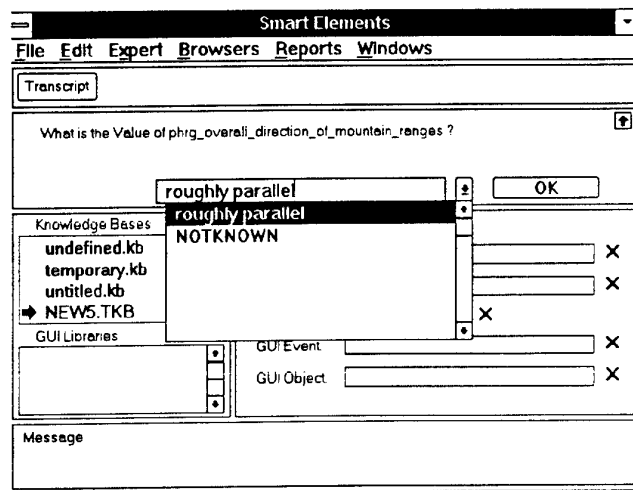 Smart Elements
File Edit Expert Browsers Reports Windows
Transcript
What is the Value of phrg_overall_direction_of_mountain_ranges ?
roughly parallel
OK
roughly parallel
NOTKNOWN
Knowledge Bases
undefined.kb
temporary.kb
untitled.kb
NEW5.TKB
GUI Libraries
GUI Event
GUI Object
Message